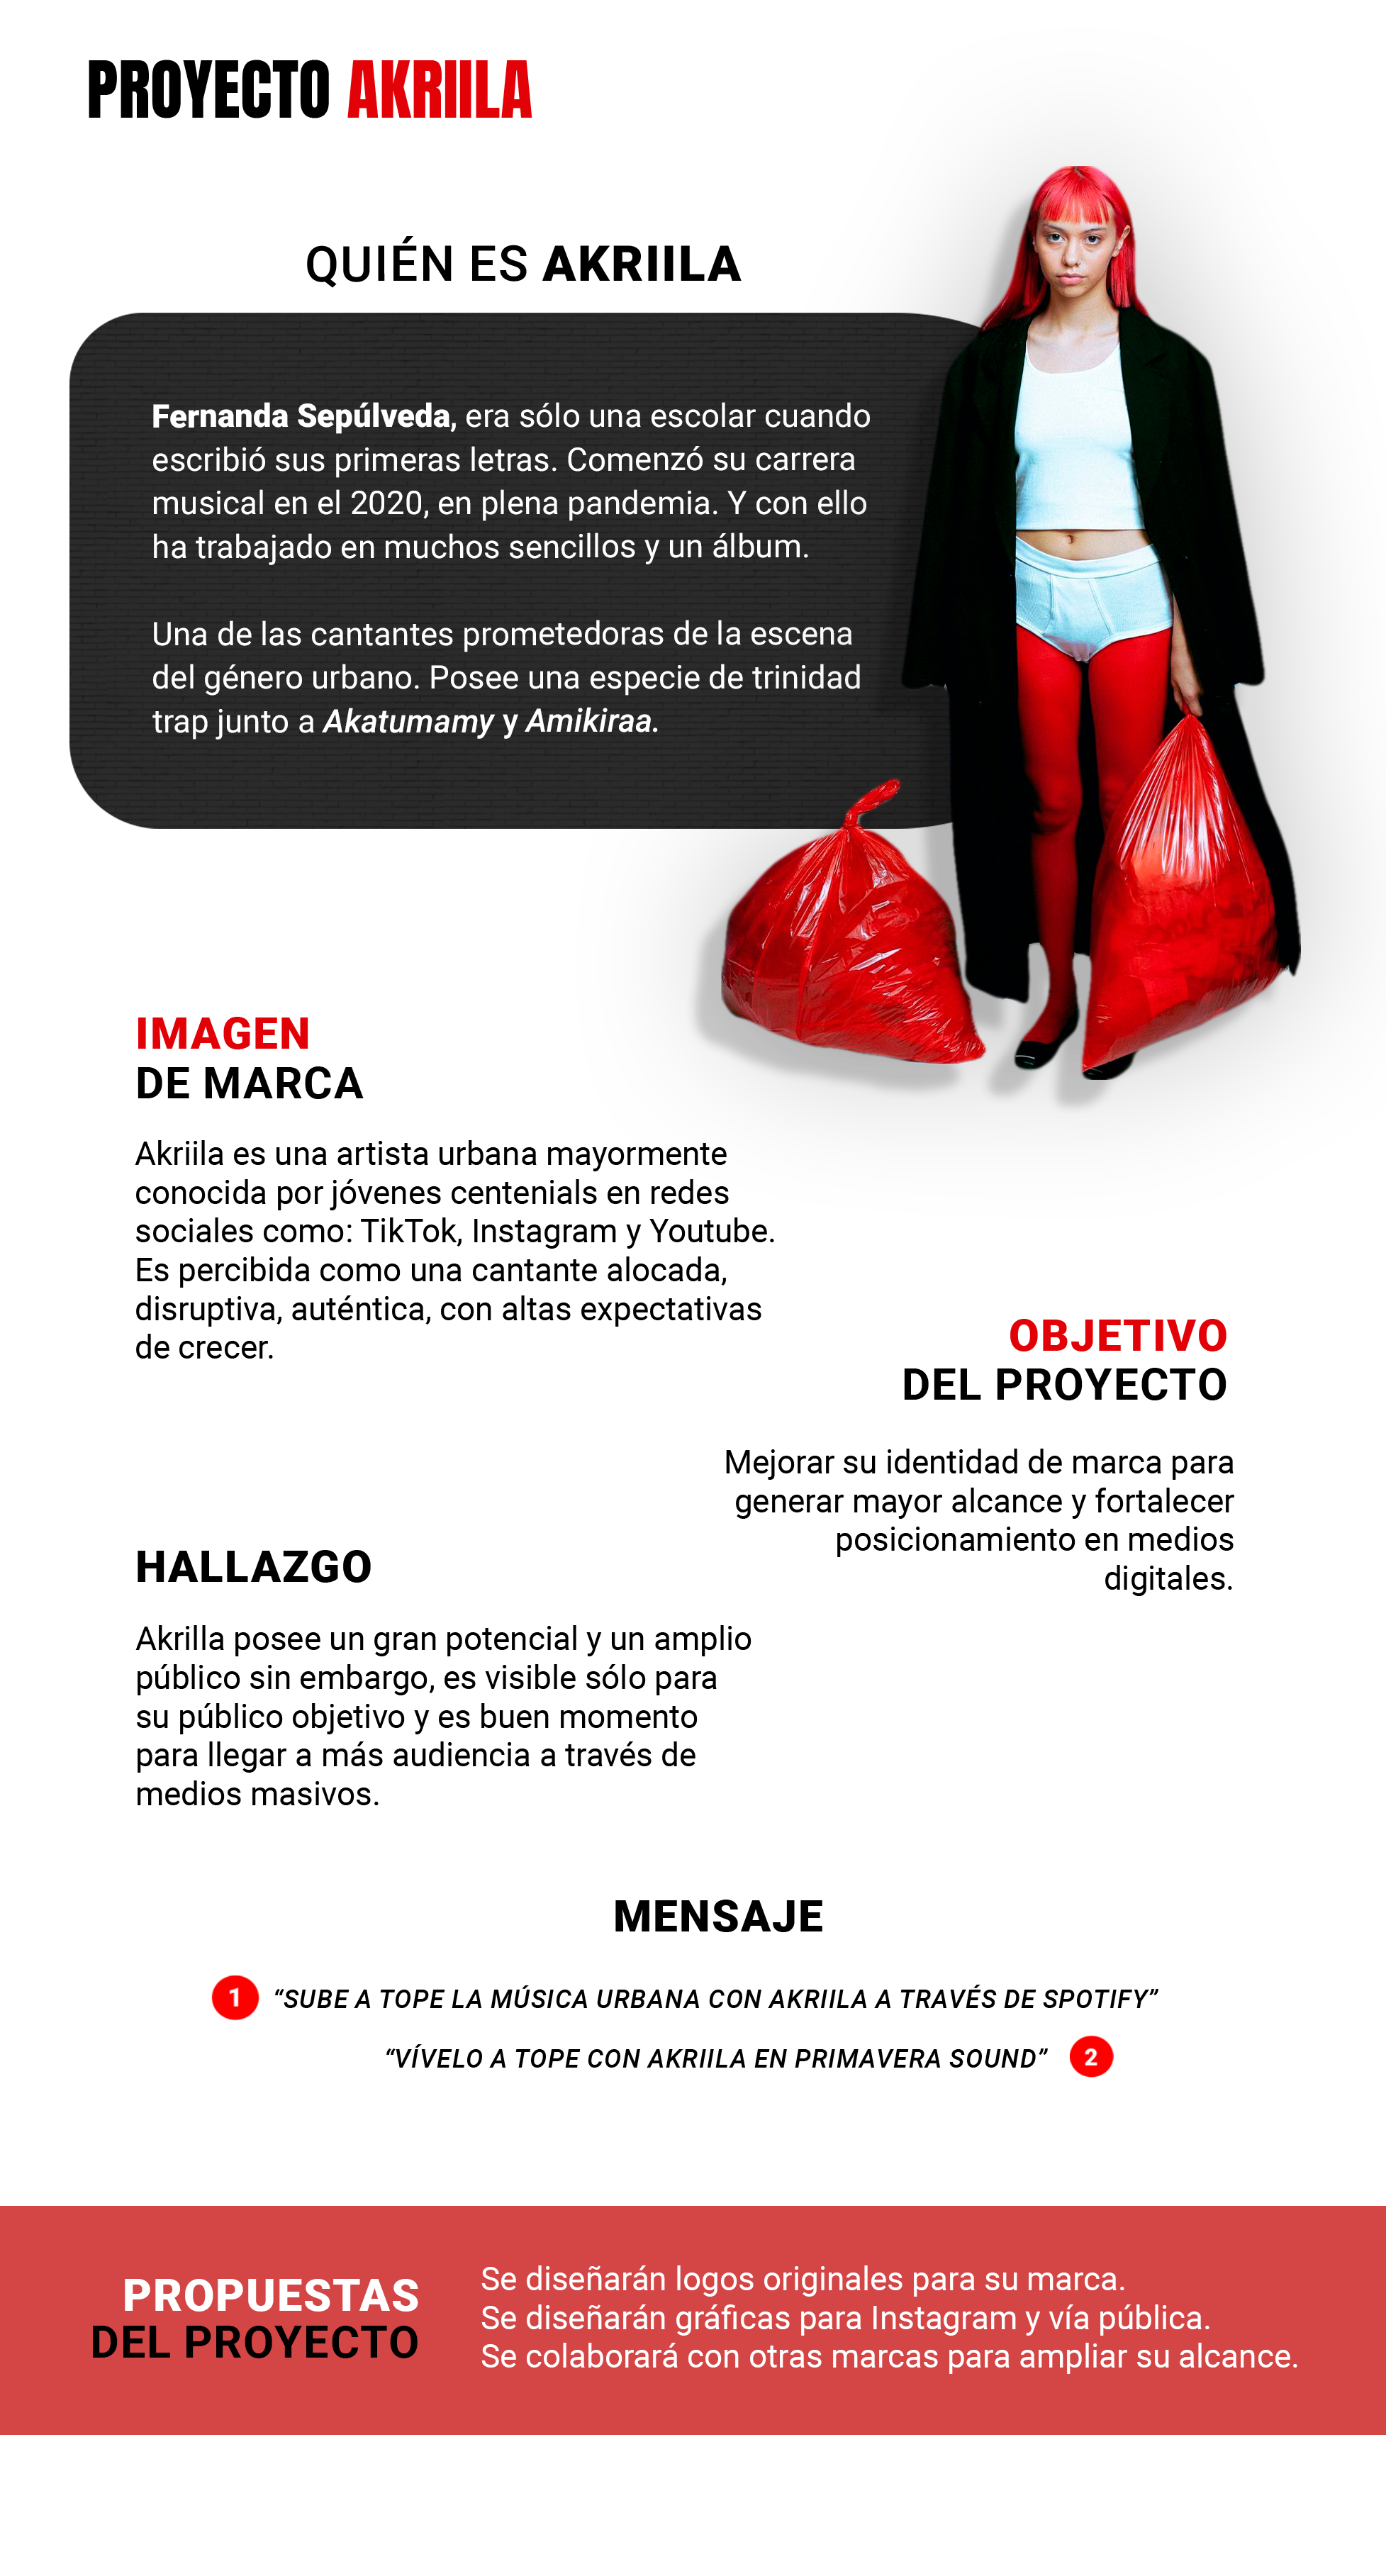 PROYECTO AKRIILA
QUIÉN ES AKRIILA
Fernanda Sepúlveda, era sólo una escolar cuando
escribió sus primeras letras. Comenzó su carrera
musical en el 2020, en plena pandemia. Y con ello
ha trabajado en muchos sencillos y un álbum.
Una de las cantantes prometedoras de la escena
del género urbano. Posee una especie de trinidad
trap junto a Akatumamy y Amikiraa.
IMAGEN
DE MARCA
Akriila es una artista urbana mayormente
conocida por jóvenes centenials en redes
sociales como: TikTok, Instagram y Youtube.
Es percibida como una cantante alocada,
disruptiva, auténtica, con altas expectativas
de crecer.
OBJETIVO
DEL PROYECTO
Mejorar su identidad de marca para
generar mayor alcance y fortalecer
posicionamiento en medios
digitales.
HALLAZGO
Akrilla posee un gran potencial y un amplio
público sin embargo, es visible sólo para
su público objetivo y es buen momento
para llegar a más audiencia a través de
medios masivos.
MENSAJE
1 “SUBE A TOPE LA MÚSICA URBANA CON AKRIILA A TRAVÉS DE SPOTIFY”
“VÍVELO A TOPE CON AKRIILA EN PRIMAVERA SOUND” 2
PROPUESTAS
DEL PROYECTO
Se diseñarán logos originales para su marca.
Se diseñarán gráficas para Instagram y vía pública.
Se colaborará con otras marcas para ampliar su alcance.